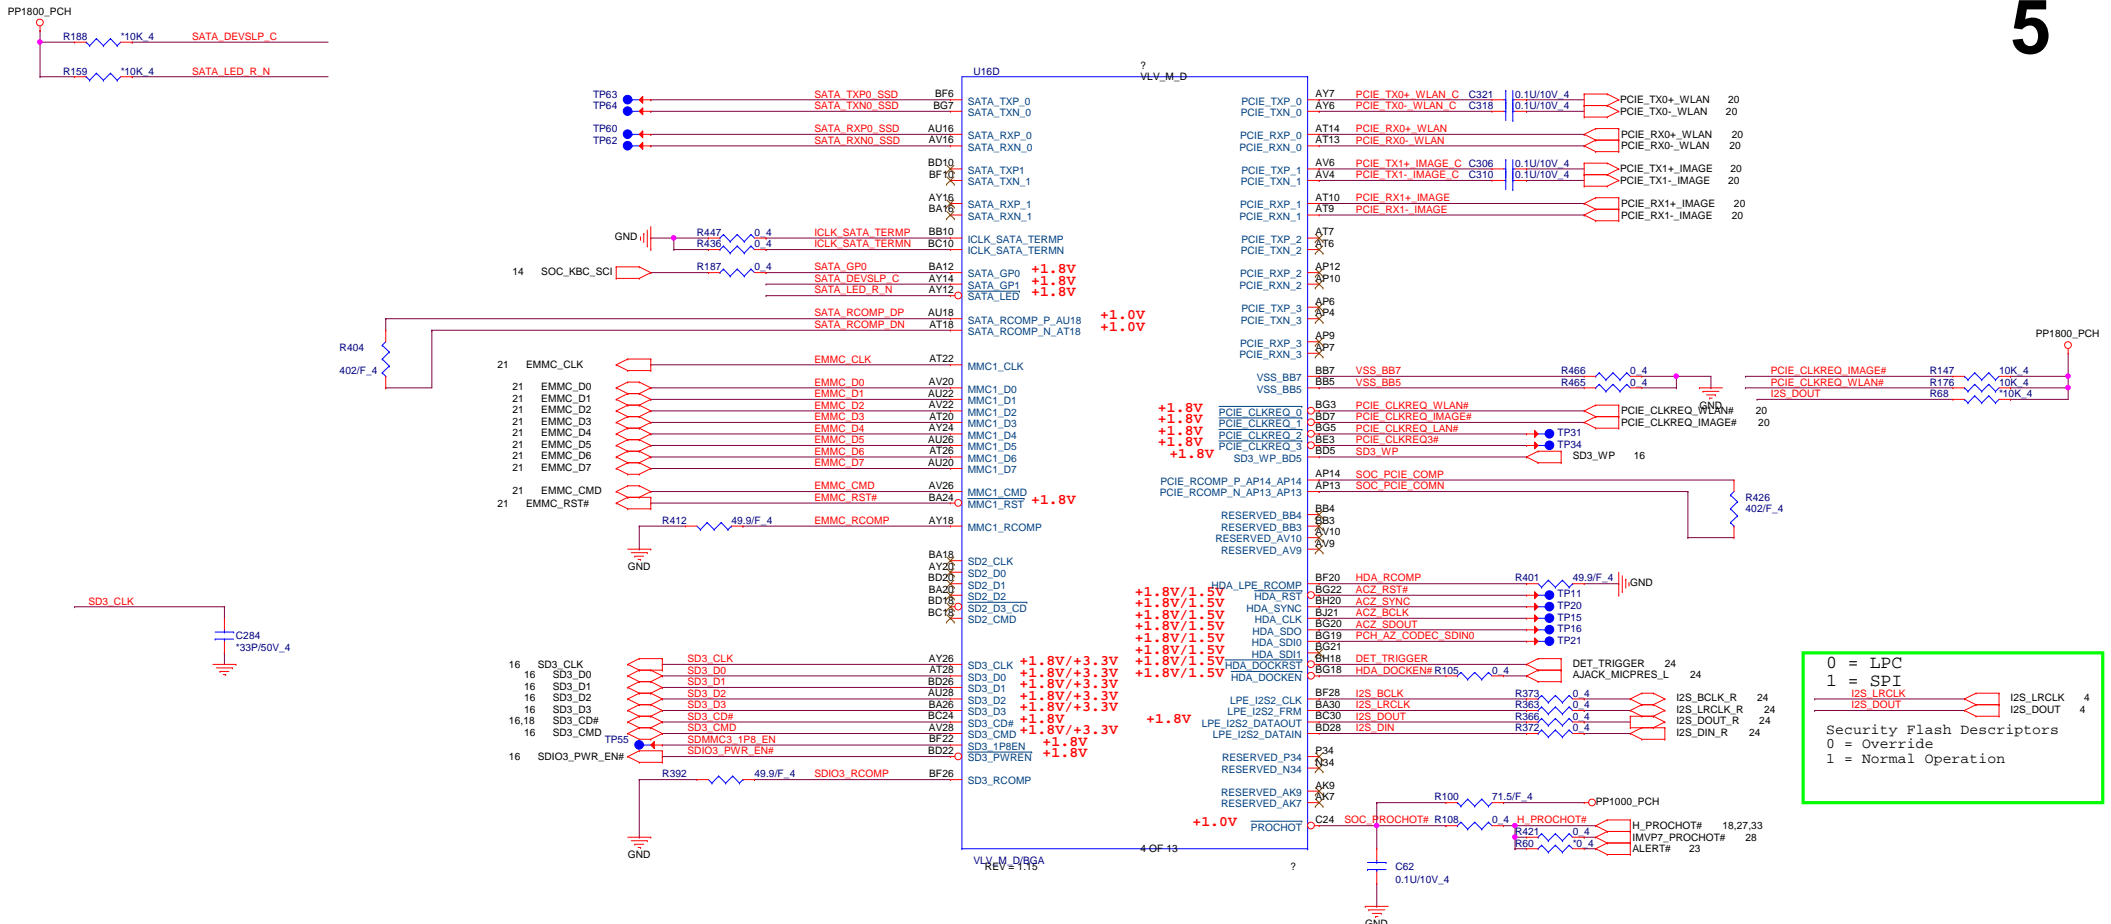 5
PP1800_PCH
R188 *10K_4 SATA_DEVSLP_C
R159 *10K_4 SATA_LED_R_N
U16D
?
VLV_M_D
TP63 SATA_TXP0_SSD BF6 SATA_TXP_0
TP64 SATA_TXN0_SSD BG7 SATA_TXN_0
TP60 SATA_RXP0_SSD AU16 SATA_RXP_0
TP62 SATA_RXN0_SSD AV16 SATA_RXN_0
BD10 SATA_TXP1
BF10 SATA_TXN_1
AY16 SATA_RXP_1
BA16 SATA_RXN_1
GND R447 0_4 ICLK_SATA_TERMP BB10 ICLK_SATA_TERMP
R436 0_4 ICLK_SATA_TERMN BC10 ICLK_SATA_TERMN
14 SOC_KBC_SCI R187 0_4 SATA_GP0 BA12 SATA_GP0 +1.8V
SATA_DEVSLP_C AY14 SATA_GP1 +1.8V
SATA_LED_R_N AY12 SATA_LED +1.8V
SATA_RCOMP_DP AU18 SATA_RCOMP_P_AU18 +1.0V
SATA_RCOMP_DN AT18 SATA_RCOMP_N_AT18 +1.0V
R404
402/F_4
21 EMMC_CLK EMMC_CLK AT22 MMC1_CLK
21 EMMC_D0 EMMC_D0 AV20 MMC1_D0
21 EMMC_D1 EMMC_D1 AU22 MMC1_D1
21 EMMC_D2 EMMC_D2 AV22 MMC1_D2
21 EMMC_D3 EMMC_D3 AT20 MMC1_D3
21 EMMC_D4 EMMC_D4 AY24 MMC1_D4
21 EMMC_D5 EMMC_D5 AU26 MMC1_D5
21 EMMC_D6 EMMC_D6 AT26 MMC1_D6
21 EMMC_D7 EMMC_D7 AU20 MMC1_D7
21 EMMC_CMD EMMC_CMD AV26 MMC1_CMD
21 EMMC_RST# EMMC_RST# BA24 MMC1_RST +1.8V
R412 49.9/F_4 EMMC_RCOMP AY18 MMC1_RCOMP
GND
BA18 SD2_CLK
AY20 SD2_D0
BD20 SD2_D1
BA20 SD2_D2
BD18 SD2_D3_CD
BC18 SD2_CMD
SD3_CLK
C284
*33P/50V_4
16 SD3_CLK SD3_CLK AY26 SD3_CLK +1.8V/+3.3V
16 SD3_D0 SD3_D0 AT28 SD3_D0 +1.8V/+3.3V
16 SD3_D1 SD3_D1 BD26 SD3_D1 +1.8V/+3.3V
16 SD3_D2 SD3_D2 AU28 SD3_D2 +1.8V/+3.3V
16 SD3_D3 SD3_D3 BA26 SD3_D3 +1.8V/+3.3V
16,18 SD3_CD# SD3_CD# BC24 SD3_CD# +1.8V
16 SD3_CMD SD3_CMD AV28 SD3_CMD +1.8V/+3.3V
TP55 SDMMC3_1P8_EN BF22 SD3_1P8EN +1.8V
16 SDIO3_PWR_EN# SDIO3_PWR_EN# BD22 SD3_PWREN +1.8V
R392 49.9/F_4 SDIO3_RCOMP BF26 SD3_RCOMP
GND
VLV_M_D/BGA
REV = 1.15
4 OF 13
?
PCIE_TXP_0 AY7 PCIE_TX0+_WLAN_C C321 0.1U/10V_4 PCIE_TX0+_WLAN 20
PCIE_TXN_0 AY6 PCIE_TX0-_WLAN_C C318 0.1U/10V_4 PCIE_TX0-_WLAN 20
PCIE_RXP_0 AT14 PCIE_RX0+_WLAN PCIE_RX0+_WLAN 20
PCIE_RXN_0 AT13 PCIE_RX0-_WLAN PCIE_RX0-_WLAN 20
PCIE_TXP_1 AV6 PCIE_TX1+_IMAGE_C C306 0.1U/10V_4 PCIE_TX1+_IMAGE 20
PCIE_TXN_1 AV4 PCIE_TX1-_IMAGE_C C310 0.1U/10V_4 PCIE_TX1-_IMAGE 20
PCIE_RXP_1 AT10 PCIE_RX1+_IMAGE PCIE_RX1+_IMAGE 20
PCIE_RXN_1 AT9 PCIE_RX1-_IMAGE PCIE_RX1-_IMAGE 20
PCIE_TXP_2 AT7
PCIE_TXN_2 AT6
PCIE_RXP_2 AP12
PCIE_RXN_2 AP10
PCIE_TXP_3 AP6
PCIE_TXN_3 AP4
PCIE_RXP_3 AP9
PCIE_RXN_3 AP7
VSS_BB7 BB7 VSS_BB7 R466 0_4
VSS_BB5 BB5 VSS_BB5 R465 0_4
GND
PP1800_PCH
PCIE_CLKREQ_IMAGE# R147 10K_4
PCIE_CLKREQ_WLAN# R176 10K_4
I2S_DOUT R68 *10K_4
+1.8V PCIE_CLKREQ_0 BG3 PCIE_CLKREQ_WLAN# PCIE_CLKREQ_WLAN# 20
+1.8V PCIE_CLKREQ_1 BD7 PCIE_CLKREQ_IMAGE# PCIE_CLKREQ_IMAGE# 20
+1.8V PCIE_CLKREQ_2 BG5 PCIE_CLKREQ_LAN# TP31
+1.8V PCIE_CLKREQ_3 BE3 PCIE_CLKREQ3# TP34
+1.8V SD3_WP_BD5 BD5 SD3_WP SD3_WP 16
PCIE_RCOMP_P_AP14_AP14 AP14 SOC_PCIE_COMP
PCIE_RCOMP_N_AP13_AP13 AP13 SOC_PCIE_COMN
R426
402/F_4
RESERVED_BB4 BB4
RESERVED_BB3 BB3
RESERVED_AV10 AV10
RESERVED_AV9 AV9
HDA_LPE_RCOMP BF20 HDA_RCOMP R401 49.9/F_4 GND
+1.8V/1.5V HDA_RST BG22 ACZ_RST# TP11
+1.8V/1.5V HDA_SYNC BH20 ACZ_SYNC TP20
+1.8V/1.5V HDA_CLK BJ21 ACZ_BCLK TP15
+1.8V/1.5V HDA_SDO BG20 ACZ_SDOUT TP16
+1.8V/1.5V HDA_SDI0 BG19 PCH_AZ_CODEC_SDIN0 TP21
+1.8V/1.5V HDA_SDI1 BG21
+1.8V/1.5V HDA_DOCKRST BH18 DET_TRIGGER DET_TRIGGER 24
+1.8V/1.5V HDA_DOCKEN BG18 HDA_DOCKEN# R105 0_4 AJACK_MICPRES_L 24
LPE_I2S2_CLK BF28 I2S_BCLK R373 0_4 I2S_BCLK_R 24
LPE_I2S2_FRM BA30 I2S_LRCLK R363 0_4 I2S_LRCLK_R 24
+1.8V LPE_I2S2_DATAOUT BC30 I2S_DOUT R366 0_4 I2S_DOUT_R 24
LPE_I2S2_DATAIN BD28 I2S_DIN R372 0_4 I2S_DIN_R 24
RESERVED_P34 P34
RESERVED_N34 N34
RESERVED_AK9 AK9
RESERVED_AK7 AK7
R100 71.5/F_4 PP1000_PCH
+1.0V PROCHOT C24 SOC_PROCHOT# R108 0_4 H_PROCHOT# H_PROCHOT# 18,27,33
R421 0_4 IMVP7_PROCHOT# 28
R60 *0_4 ALERT# 23
C62
0.1U/10V_4
GND
0 = LPC
1 = SPI
I2S_LRCLK I2S_LRCLK 4
I2S_DOUT I2S_DOUT 4
Security Flash Descriptors
0 = Override
1 = Normal Operation